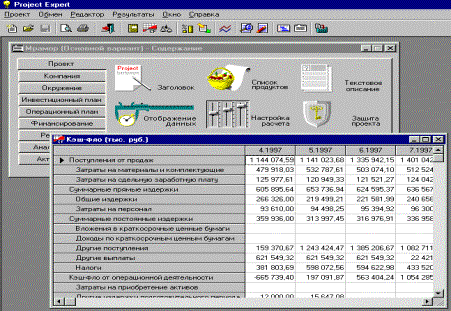 Project Expert
Проект Обмен Редактор Результаты Окно Справка
Мрамор (Основной вариант) - Содержание
Проект
Компания
Окружение
Инвестиционный план
Операционный план
Финансирование
Project
Заголовок
Список продуктов
Текстовое описание
Отображение данных
Настройка расчета
Защита проекта
Кэш-фло (тыс. руб.)
4.1997 5.1997 6.1997 7.1997
Поступления от продаж 1 144 074,59 1 141 023,68 1 335 942,15 1 401 042
Затраты на материалы и комплектующие 479 918,03 532 787,61 503 074,10 512 524
Затраты на сдельную заработную плату 125 977,61 120 949,33 121 521,27 124 042
Суммарные прямые издержки 605 895,64 653 736,94 624 595,37 636 567
Общие издержки 266 326,00 219 499,21 221 581,99 240 656
Затраты на персонал 93 610,00 94 498,25 95 394,92 96 300
Суммарные постоянные издержки 359 936,00 313 997,45 316 976,91 336 956
Вложения в краткосрочные ценные бумаги
Доходы по краткосрочным ценным бумагам
Другие поступления 159 370,67 1 243 424,47 1 385 206,67 1 082 711
Другие выплаты 621 549,32 621 549,32 621 549,32 22 421
Налоги 381 803,69 598 072,56 594 622,98 433 520
Кэш-фло от операционной деятельности -665 739,40 197 091,87 563 404,24 1 054 285
Затраты на приобретение активов
Другие издержки подготовительного периода 12 000,00 15 647,08